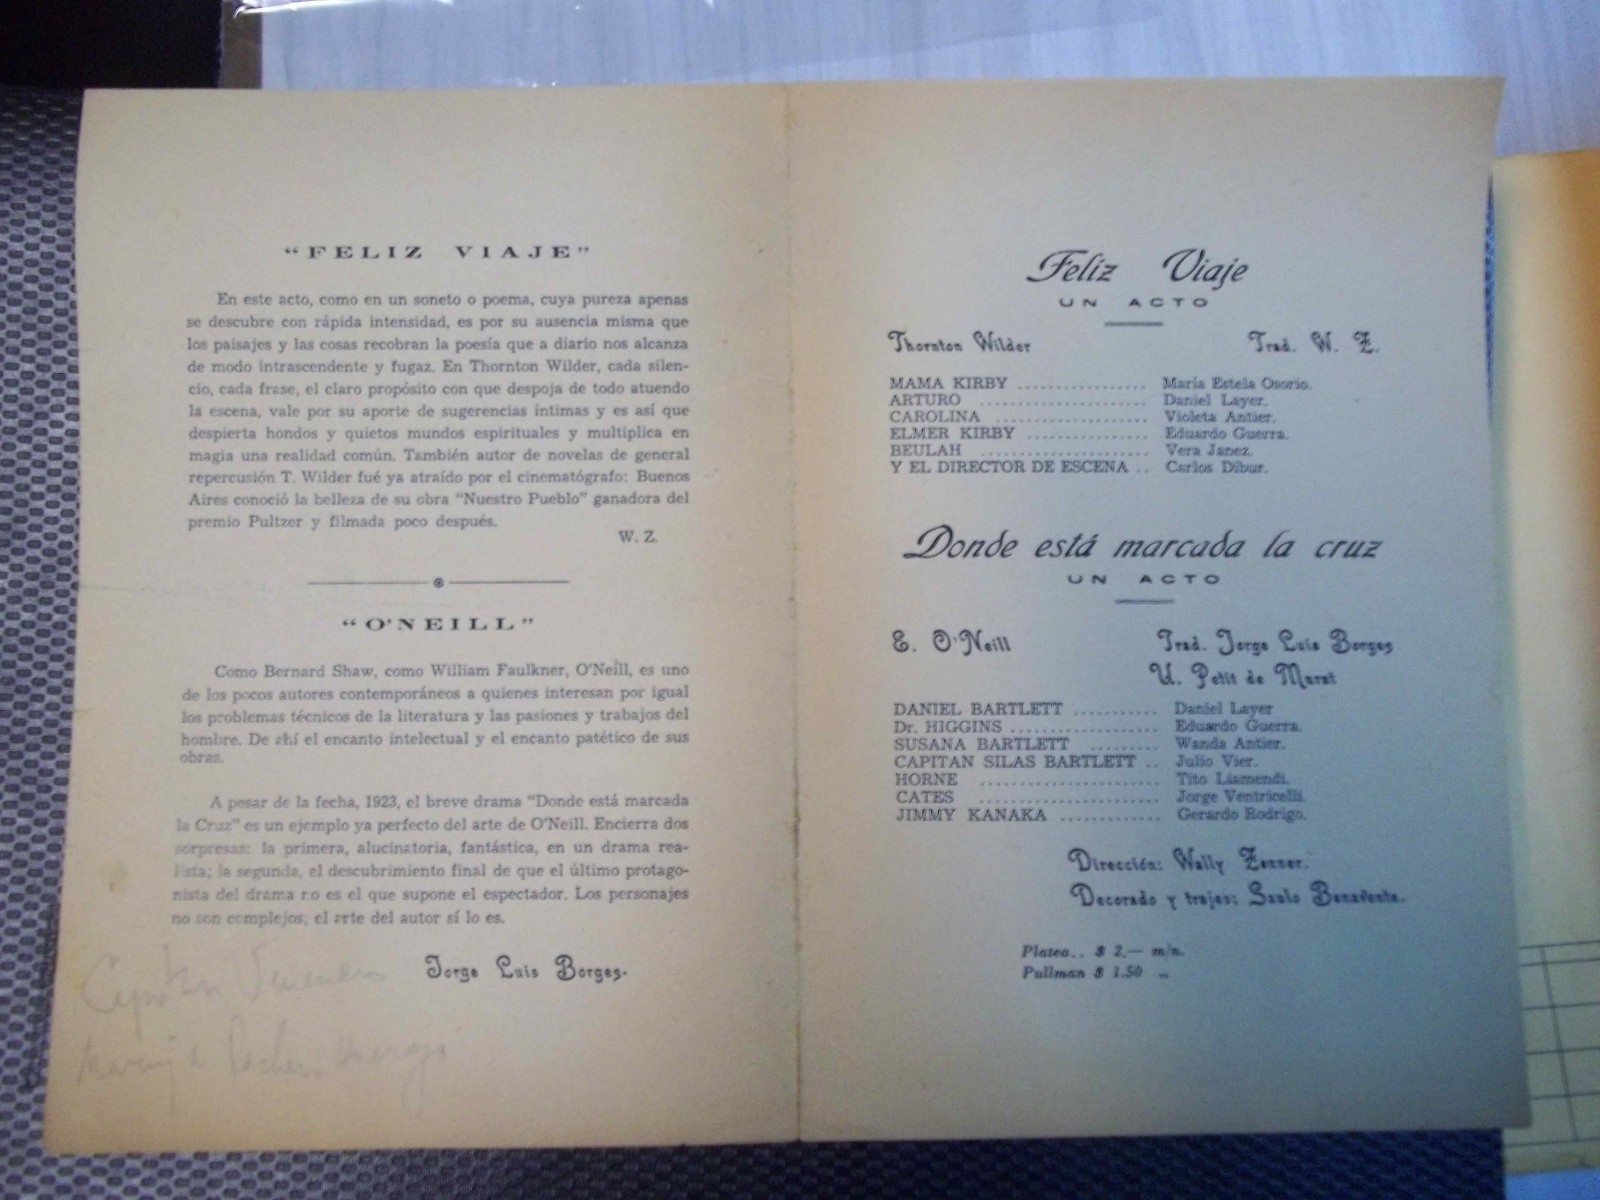 “FELIZ VIAJE”
En este acto, como en un soneto o poema, cuya pureza apenas
se descubre con rápida intensidad, es por su ausencia misma que
los paisajes y las cosas recobran la poesía que a diario nos alcanza
de modo intrascendente y fugaz. En Thornton Wilder, cada silen-
cio, cada frase, el claro propósito con que despoja de todo atuendo
la escena, vale por su aporte de sugerencias íntimas y es así que
despierta hondos y quietos mundos espirituales y multiplica en
magia una realidad común. También autor de novelas de general
repercusión T. Wilder fué ya atraído por el cinematógrafo: Buenos
Aires conoció la belleza de su obra “Nuestro Pueblo” ganadora del
premio Pultzer y filmada poco después.
W. Z.
“O'NEILL”
Como Bernard Shaw, como William Faulkner, O'Neill, es uno
de los pocos autores contemporáneos a quienes interesan por igual
los problemas técnicos de la literatura y las pasiones y trabajos del
hombre. De ahí el encanto intelectual y el encanto patético de sus
obras.
A pesar de la fecha, 1923, el breve drama "Donde está marcada
la Cruz" es un ejemplo ya perfecto del arte de O'Neill. Encierra dos
sorpresas: la primera, alucinatoria, fantástica, en un drama rea-
lista; la segunda, el descubrimiento final de que el último protago-
nista del drama no es el que supone el espectador. Los personajes
no son complejos; el arte del autor sí lo es.
Jorge Luis Borges.
Feliz Viaje
UN ACTO
Thornton Wilder Trad. W. Z.
MAMA KIRBY ................ María Estela Osorio.
ARTURO ..................... Daniel Layer.
CAROLINA ................... Violeta Antier.
ELMER KIRBY ............... Eduardo Guerra.
BEULAH ..................... Vera Janez.
Y EL DIRECTOR DE ESCENA .. Carlos Dibur.
Donde está marcada la cruz
UN ACTO
E. O'Neill Trad. Jorge Luis Borges
U. Petit de Murat
DANIEL BARTLETT ........... Daniel Layer
Dr. HIGGINS ................... Eduardo Guerra.
SUSANA BARTLETT ......... Wanda Antier.
CAPITAN SILAS BARTLETT .. Julio Vier.
HORNE ....................... Tito Liamendi.
CATES ....................... Jorge Ventricelli.
JIMMY KANAKA ............. Gerardo Rodrigo.
Dirección: Wally Zenner.
Decorado y trajes: Saulo Benavente.
Platea.. $ 2.— m/n.
Pullman $ 1.50 „